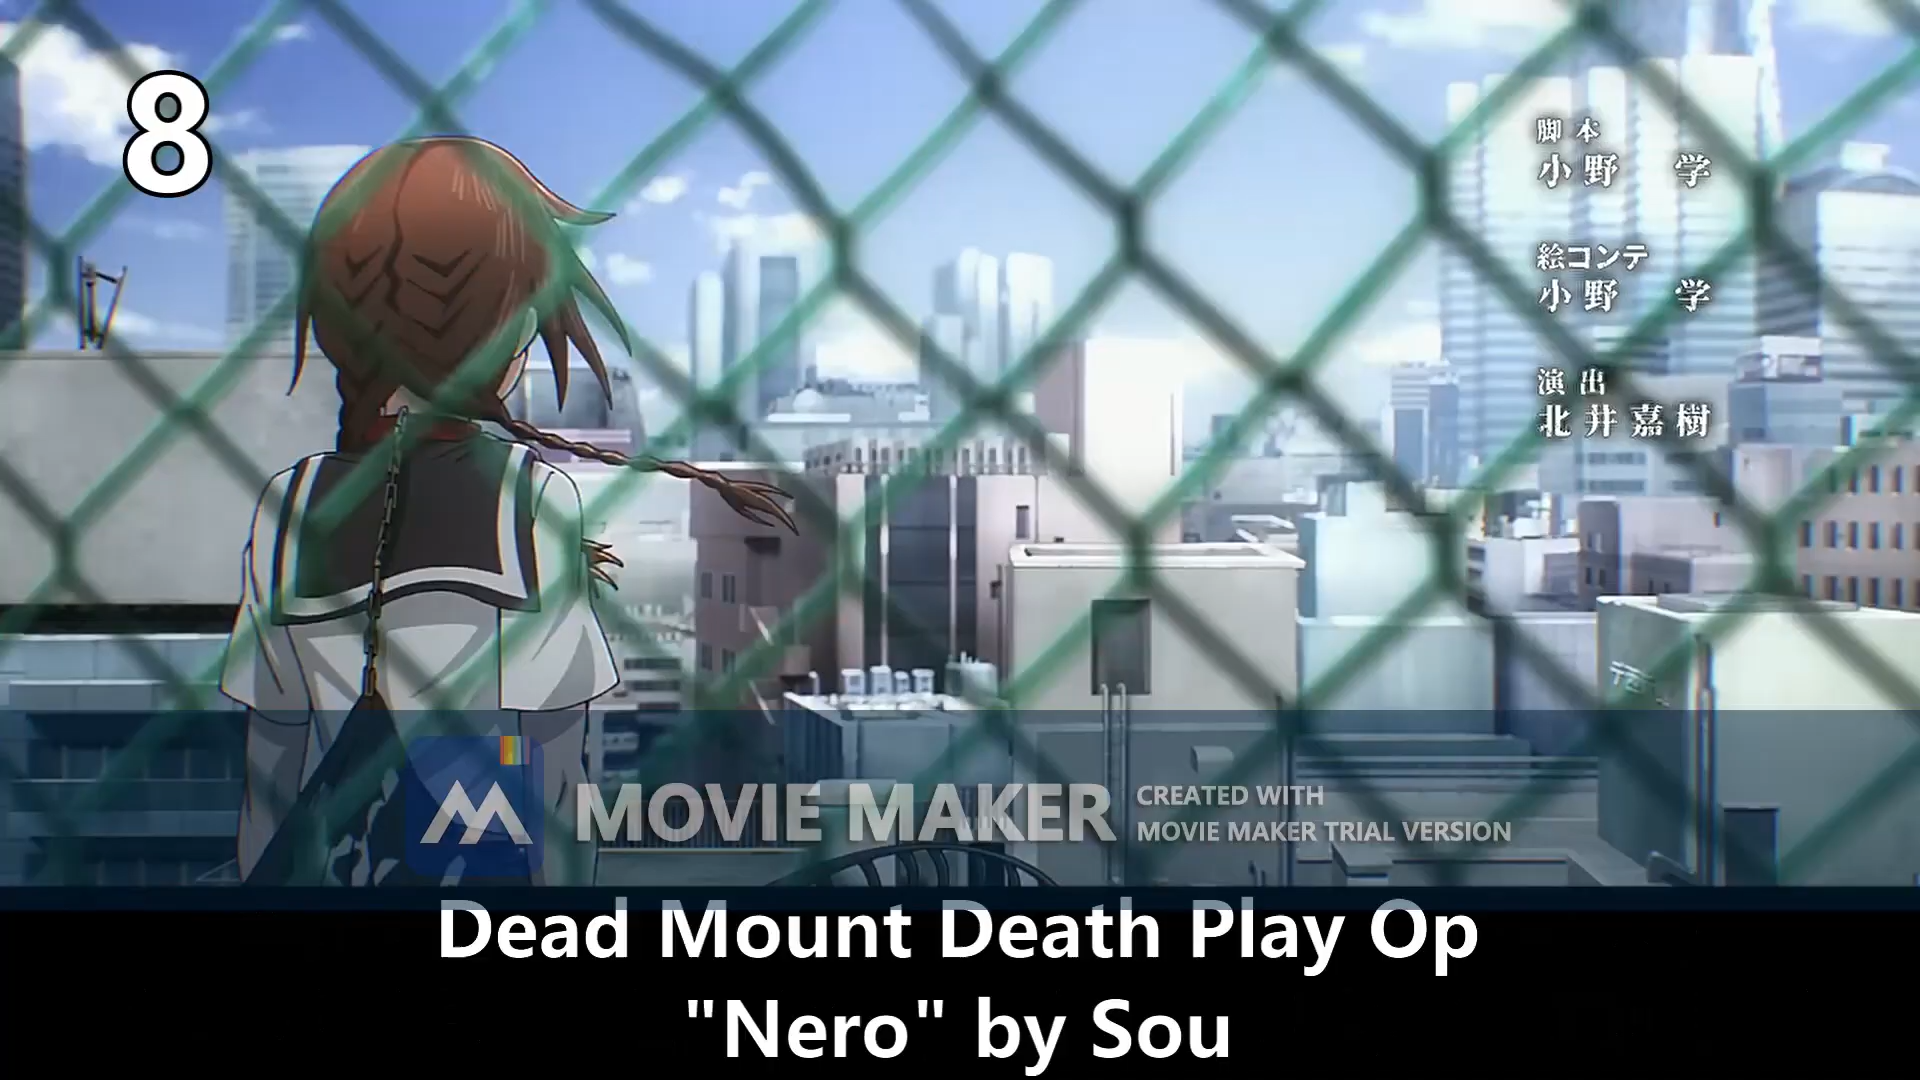 8
脚本
小野 学
絵コンテ
小野 学
演出
北井嘉樹
MOVIE MAKER
CREATED WITH
MOVIE MAKER TRIAL VERSION
Dead Mount Death Play Op
"Nero" by Sou